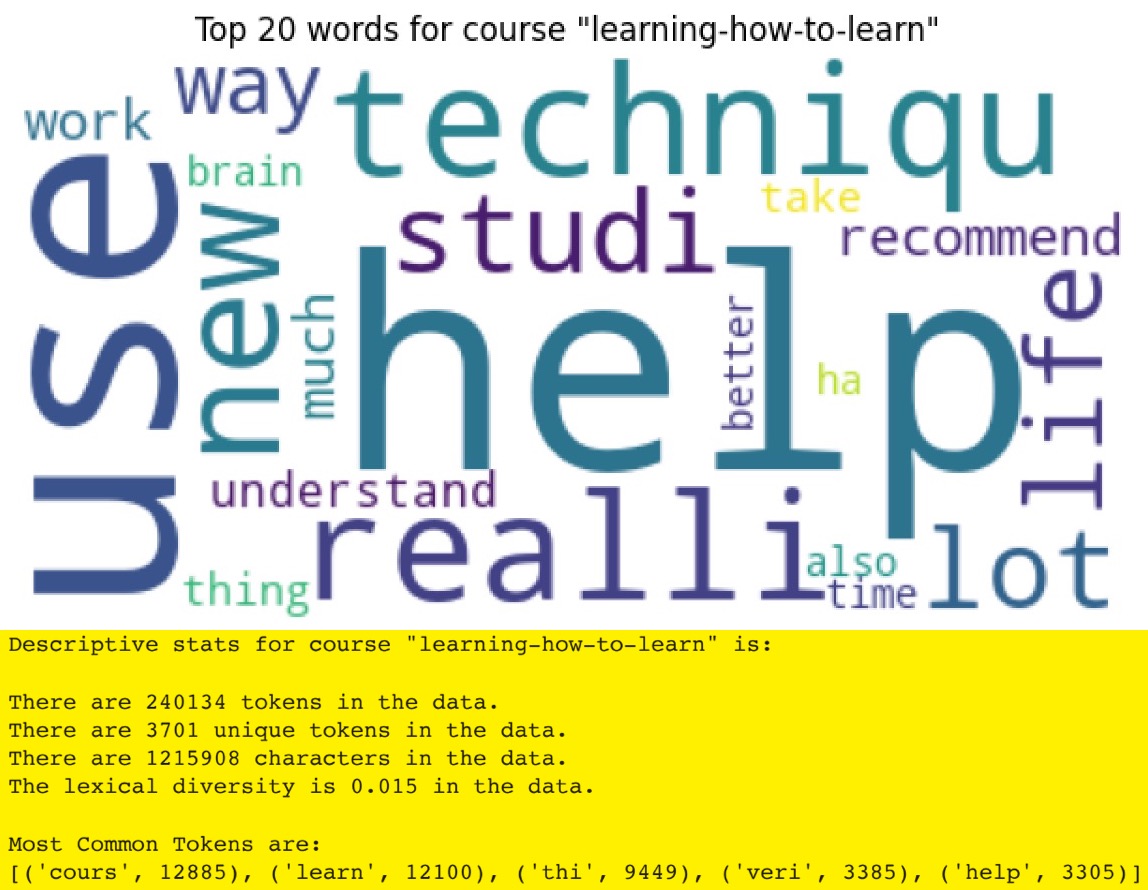 Top 20 words for course "learning-how-to-learn"
way
techniqu
work
brain
use
new
studi
take
recommend
much
help
better
ha
life
understand
realli
also
time
lot
thing
Descriptive stats for course "learning-how-to-learn" is:
There are 240134 tokens in the data.
There are 3701 unique tokens in the data.
There are 1215908 characters in the data.
The lexical diversity is 0.015 in the data.
Most Common Tokens are:
[('cours', 12885), ('learn', 12100), ('thi', 9449), ('veri', 3385), ('help', 3305)]